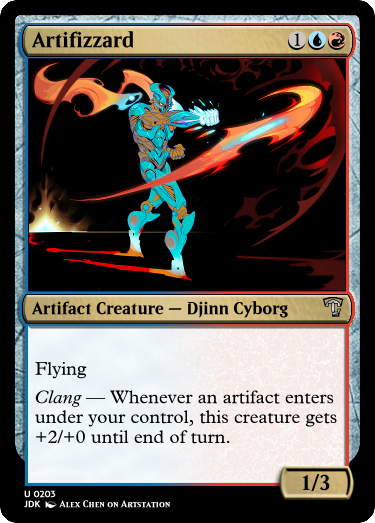 Artifizzard 1
Artifact Creature — Djinn Cyborg
Flying
Clang — Whenever an artifact enters
under your control, this creature gets
+2/+0 until end of turn.
1/3
U 0203
JDK Alex Chen on Artstation